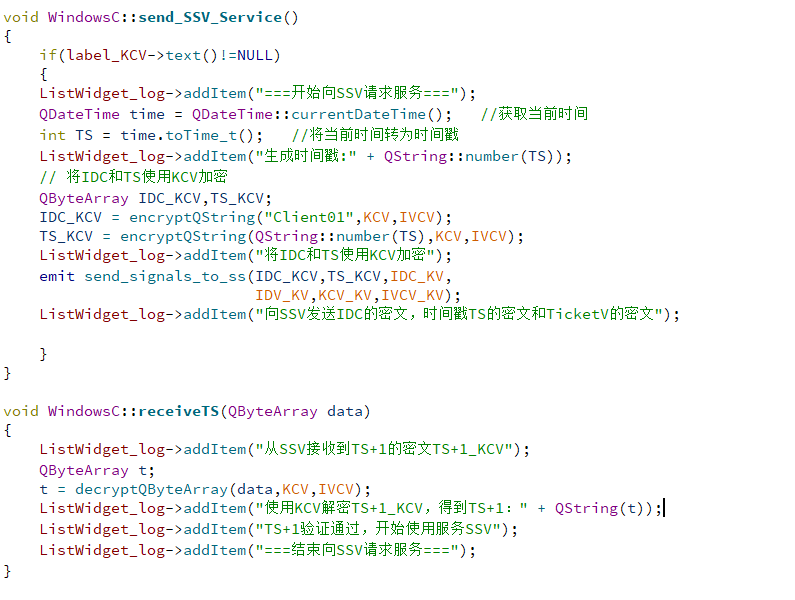 void WindowsC::send_SSV_Service()
{
    if(label_KCV->text()!=NULL)
    {
    ListWidget_log->addItem("===开始向SSV请求服务===");
    QDateTime time = QDateTime::currentDateTime();   //获取当前时间
    int TS = time.toTime_t();   //将当前时间转为时间戳
    ListWidget_log->addItem("生成时间戳:" + QString::number(TS));
    // 将IDC和TS使用KCV加密
    QByteArray IDC_KCV,TS_KCV;
    IDC_KCV = encryptQString("Client01",KCV,IVCV);
    TS_KCV = encryptQString(QString::number(TS),KCV,IVCV);
    ListWidget_log->addItem("将IDC和TS使用KCV加密");
    emit send_signals_to_ss(IDC_KCV,TS_KCV,IDC_KV,
                            IDV_KV,KCV_KV,IVCV_KV);
    ListWidget_log->addItem("向SSV发送IDC的密文，时间戳TS的密文和TicketV的密文");
    }
}
void WindowsC::receiveTS(QByteArray data)
{
    ListWidget_log->addItem("从SSV接收到TS+1的密文TS+1_KCV");
    QByteArray t;
    t = decryptQByteArray(data,KCV,IVCV);
    ListWidget_log->addItem("使用KCV解密TS+1_KCV，得到TS+1：" + QString(t));
    ListWidget_log->addItem("TS+1验证通过，开始使用服务SSV");
    ListWidget_log->addItem("===结束向SSV请求服务===");
}